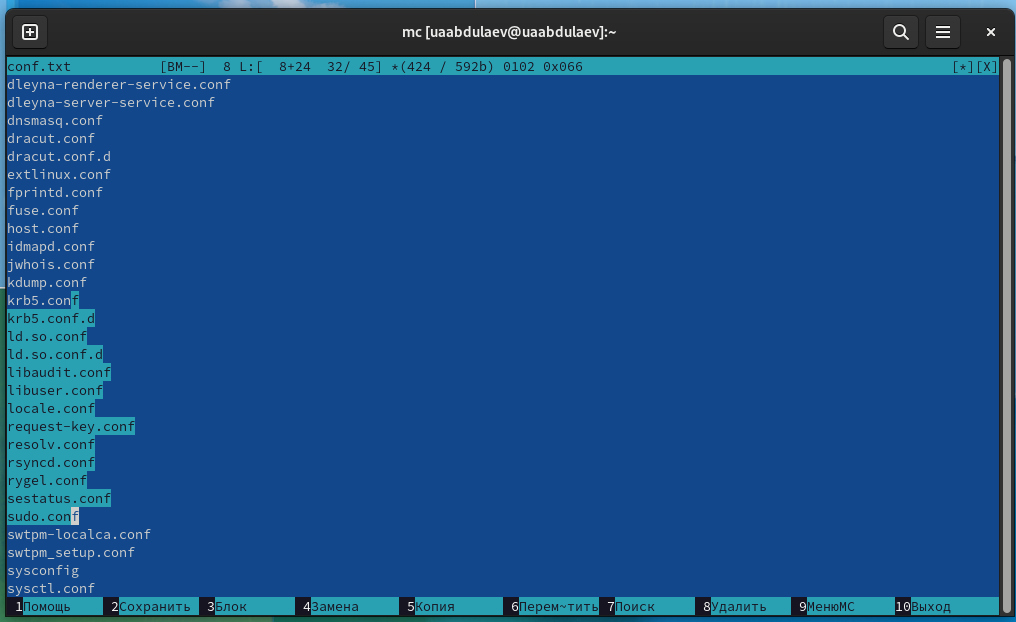 mc [uaabdulaev@uaabdulaev]:~
conf.txt [BM--] 8 L:[ 8+24 32/ 45] *(424 / 592b) 0102 0x066 [*][X]
dleyna-renderer-service.conf
dleyna-server-service.conf
dnsmasq.conf
dracut.conf
dracut.conf.d
extlinux.conf
fprintd.conf
fuse.conf
host.conf
idmapd.conf
jwhois.conf
kdump.conf
krb5.conf
krb5.conf.d
ld.so.conf
ld.so.conf.d
libaudit.conf
libuser.conf
locale.conf
request-key.conf
resolv.conf
rsyncd.conf
rygel.conf
sestatus.conf
sudo.conf
swtpm-localca.conf
swtpm_setup.conf
sysconfig
sysctl.conf
1Помощь 2Сохранить 3Блок 4Замена 5Копия 6Перем~тить 7Поиск 8Удалить 9МенюМС 10Выход